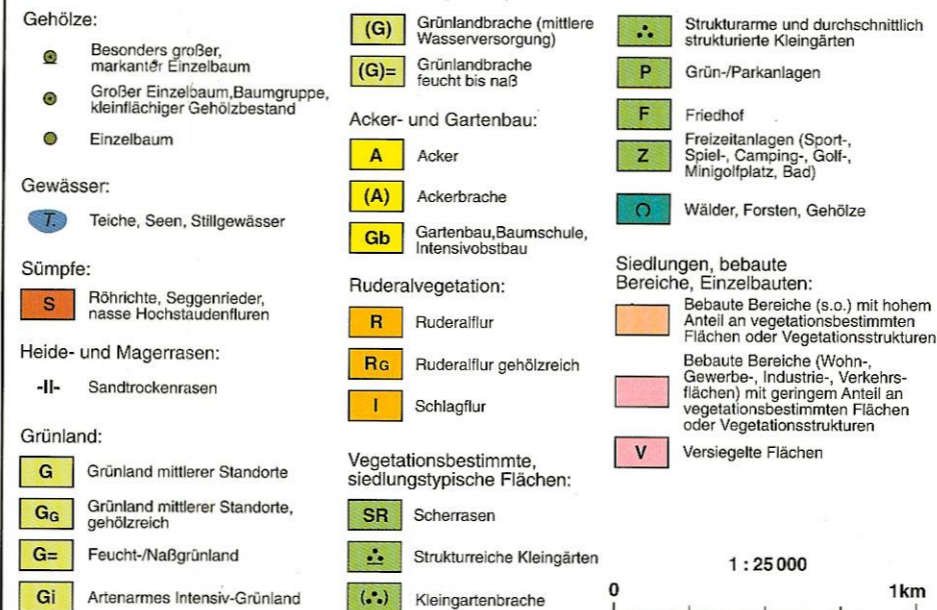 Gehölze:
Besonders großer,
markanter Einzelbaum
Großer Einzelbaum,Baumgruppe,
kleinflächiger Gehölzbestand
Einzelbaum
Gewässer:
T. Teiche, Seen, Stillgewässer
Sümpfe:
S Röhrichte, Seggenrieder,
nasse Hochstaudenfluren
Heide- und Magerrasen:
-II- Sandtrockenrasen
Grünland:
G Grünland mittlerer Standorte
GG Grünland mittlerer Standorte,
gehölzreich
G= Feucht-/Naßgrünland
Gi Artenarmes Intensiv-Grünland
(G) Grünlandbrache (mittlere
Wasserversorgung)
(G)= Grünlandbrache
feucht bis naß
Acker- und Gartenbau:
A Acker
(A) Ackerbrache
Gb Gartenbau,Baumschule,
Intensivobstbau
Ruderalvegetation:
R Ruderalflur
RG Ruderalflur gehölzreich
I Schlagflur
Vegetationsbestimmte,
siedlungstypische Flächen:
SR Scherrasen
Strukturreiche Kleingärten
Kleingartenbrache
Strukturarme und durchschnittlich
strukturierte Kleingärten
P Grün-/Parkanlagen
F Friedhof
Z Freizeitanlagen (Sport-,
Spiel-, Camping-, Golf-,
Minigolfplatz, Bad)
Wälder, Forsten, Gehölze
Siedlungen, bebaute
Bereiche, Einzelbauten:
Bebaute Bereiche (s.o.) mit hohem
Anteil an vegetationsbestimmten
Flächen oder Vegetationsstrukturen
Bebaute Bereiche (Wohn-,
Gewerbe-, Industrie-, Verkehrs-
flächen) mit geringem Anteil an
vegetationsbestimmten Flächen
oder Vegetationsstrukturen
V Versiegelte Flächen
1 : 25 000
0 1km